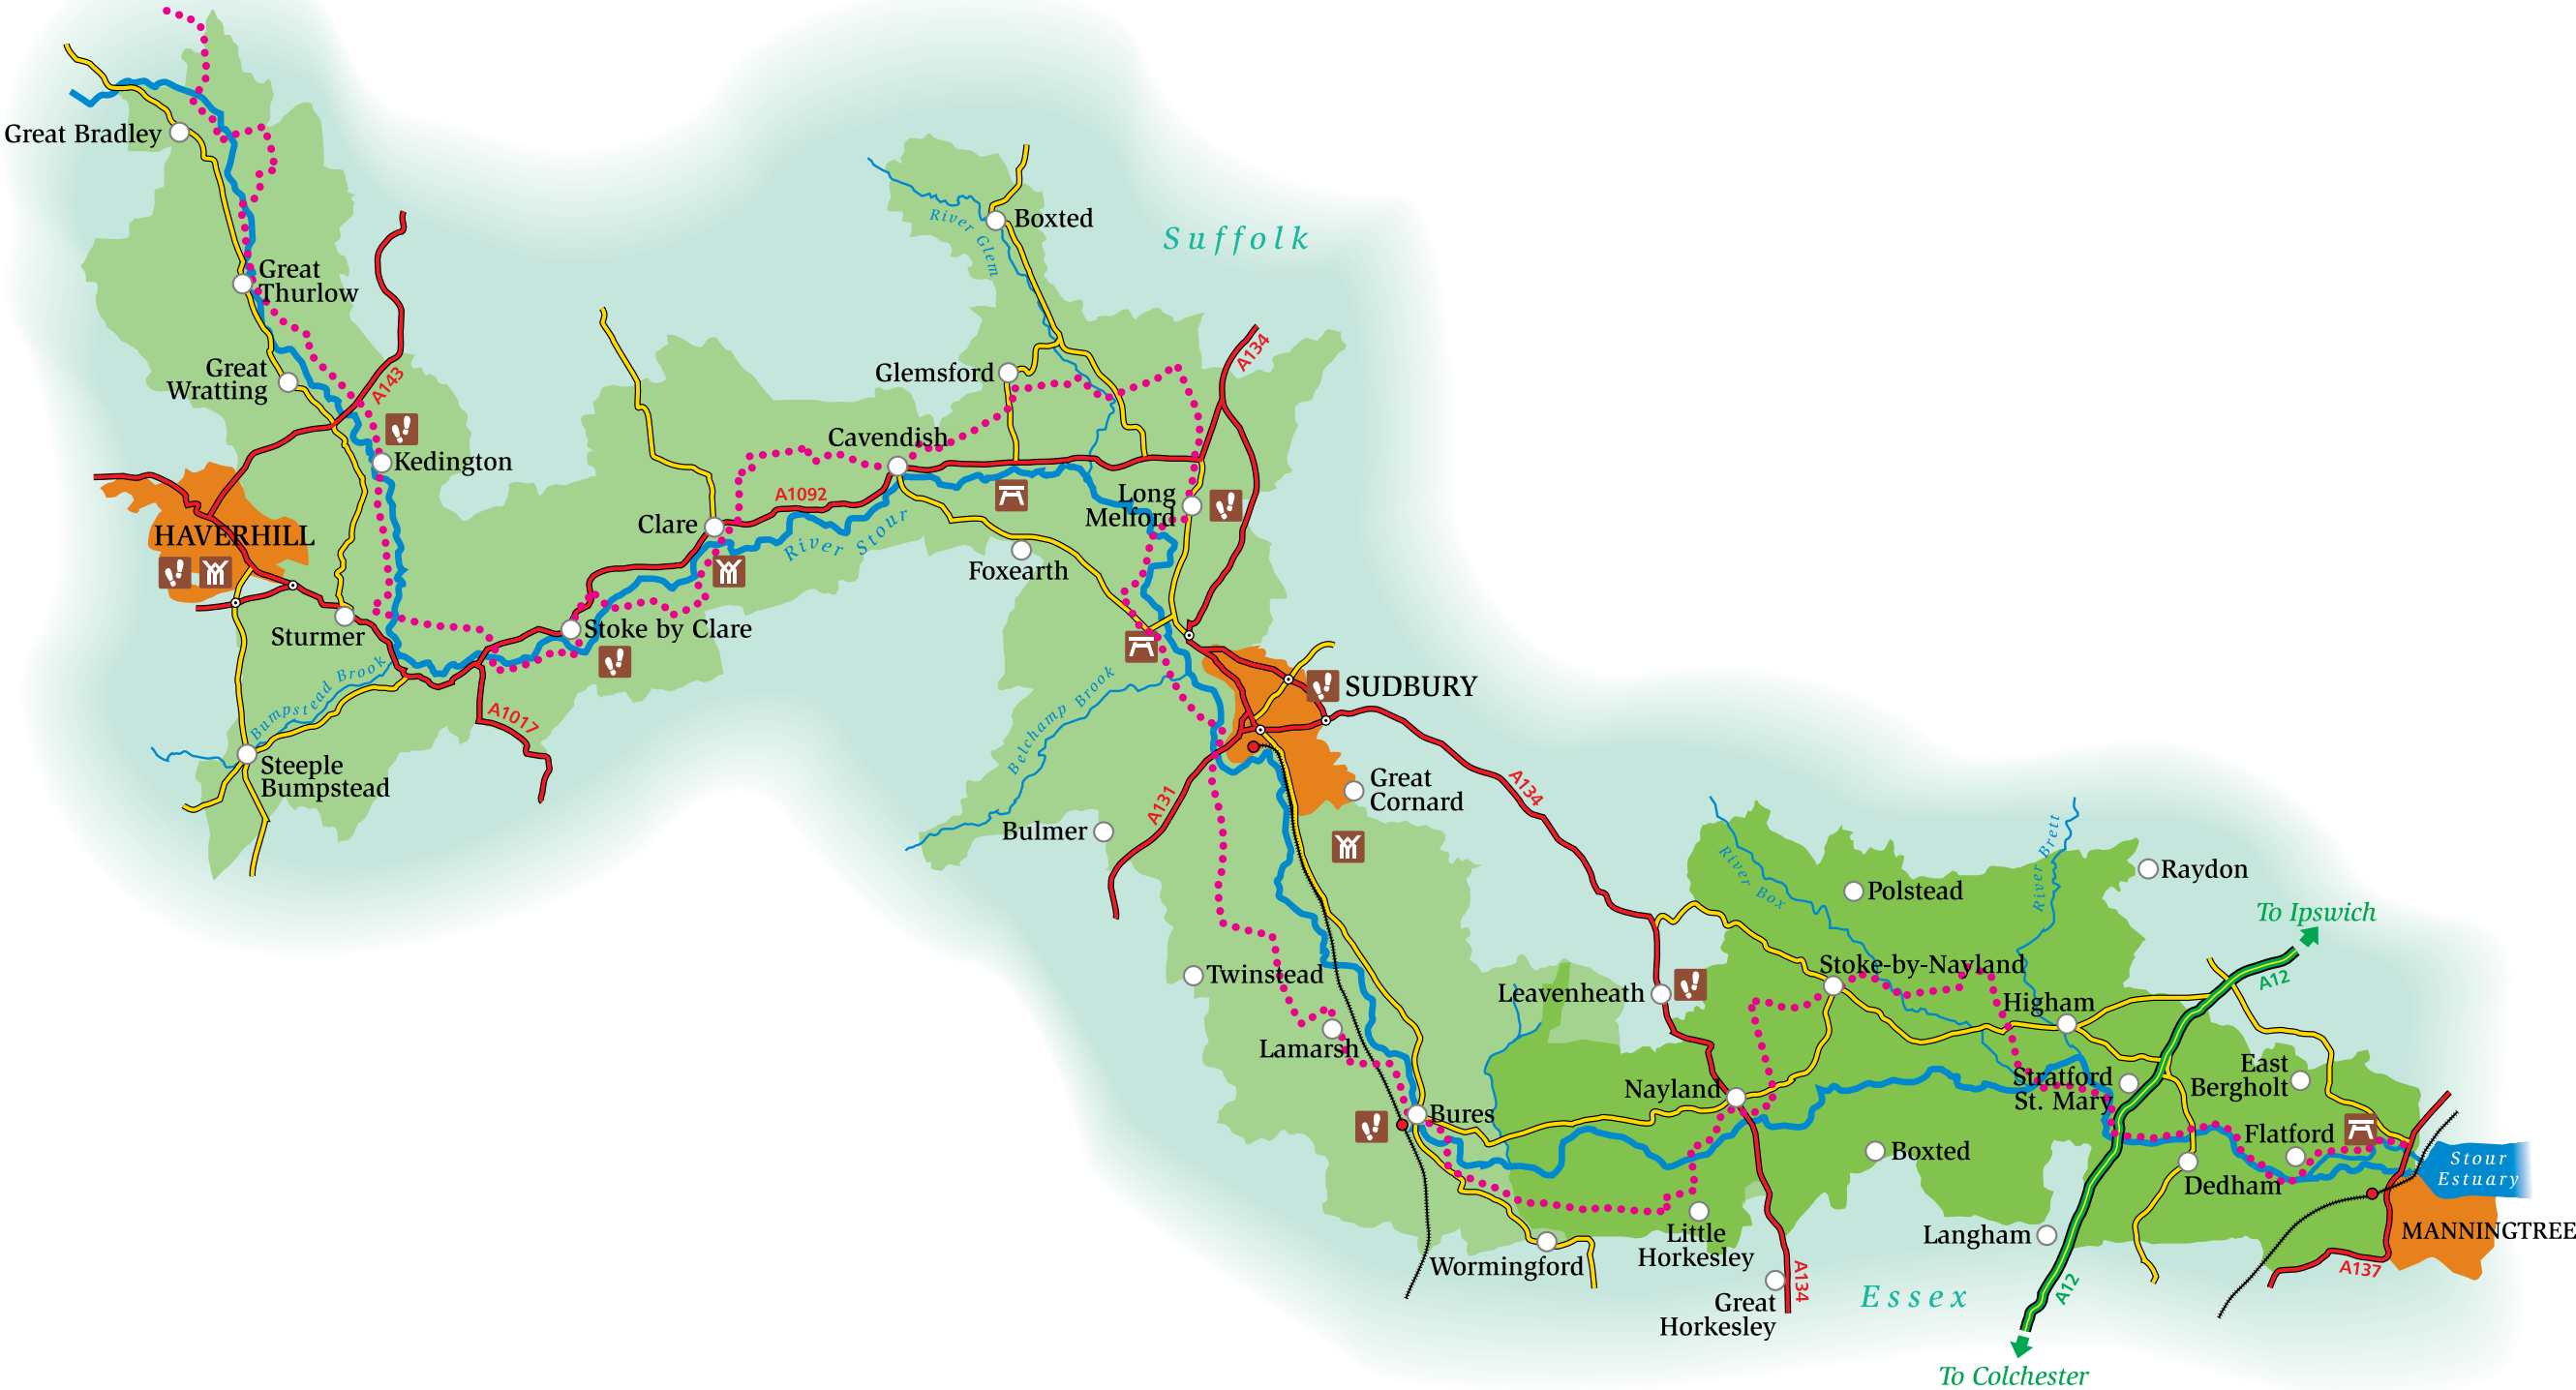 Great Bradley
Great
Thurlow
Great
Wratting
A143
Kedington
HAVERHILL
Sturmer
Bumpstead Brook
Steeple
Bumpstead
A1017
Stoke by Clare
Clare
A1092
River Stour
Cavendish
Glemsford
River Glem
Boxted
Suffolk
A134
Long
Melford
Foxearth
Belchamp Brook
SUDBURY
Great
Cornard
Bulmer
A131
A134
Twinstead
Lamarsh
Bures
Wormingford
Leavenheath
Nayland
Little
Horkesley
Great
Horkesley
A134
River Box
Polstead
River Brett
Raydon
Stoke-by-Nayland
Higham
Stratford
St. Mary
Boxted
Langham
Essex
A12
To Colchester
To Ipswich
A12
East
Bergholt
Flatford
Dedham
Stour
Estuary
MANNINGTREE
A137